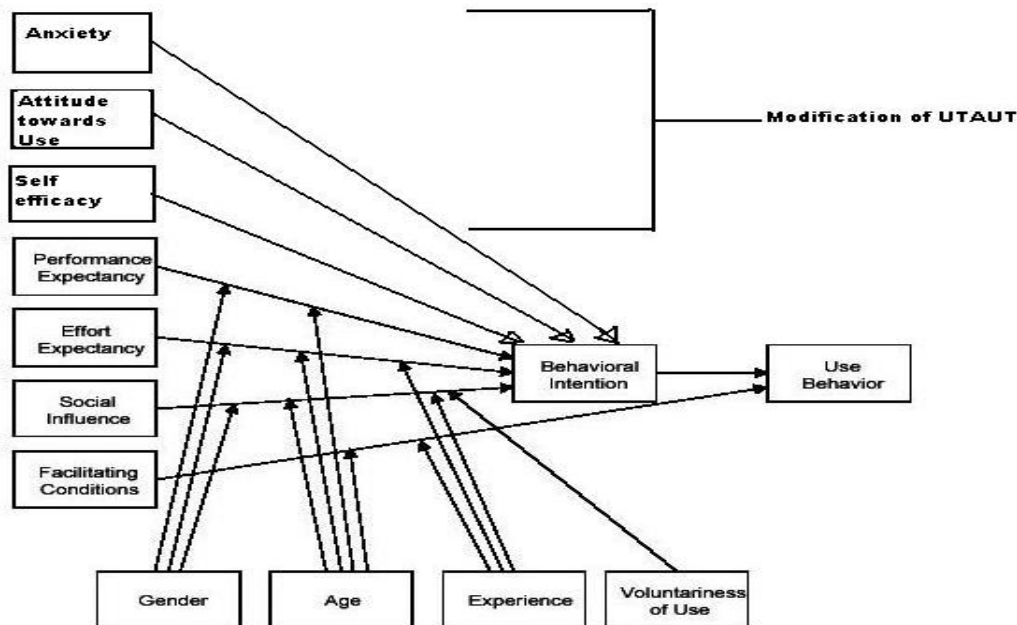 Anxiety
Attitude
towards
Use
Modification of UTAUT
Self
efficacy
Performance
Expectancy
Effort
Expectancy
Behavioral
Intention
Use
Behavior
Social
Influence
Facilitating
Conditions
Gender
Age
Experience
Voluntariness
of Use